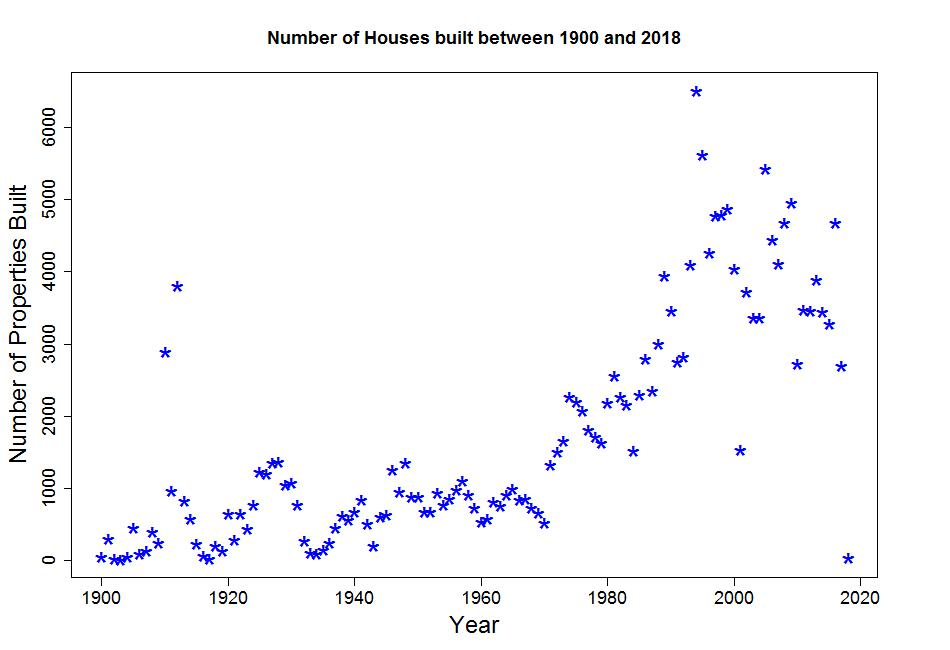 Number of Houses built between 1900 and 2018
Number of Properties Built
6000
5000
4000
3000
2000
1000
0
1900 1920 1940 1960 1980 2000 2020
Year